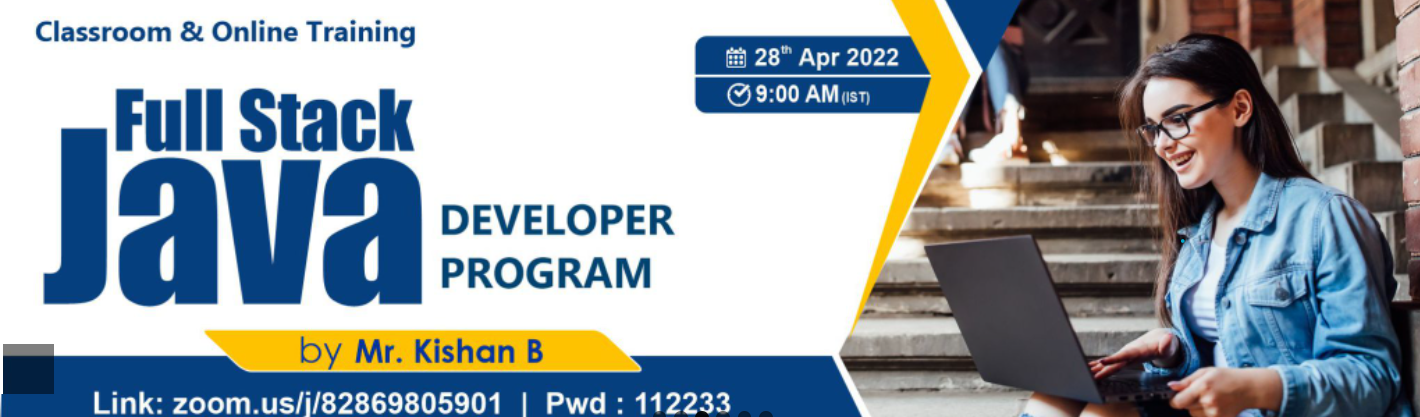 Classroom & Online Training
28th Apr 2022
9:00 AM (IST)
Full Stack
Java
DEVELOPER
PROGRAM
by Mr. Kishan B
Link: zoom.us/j/82869805901 | Pwd : 112233